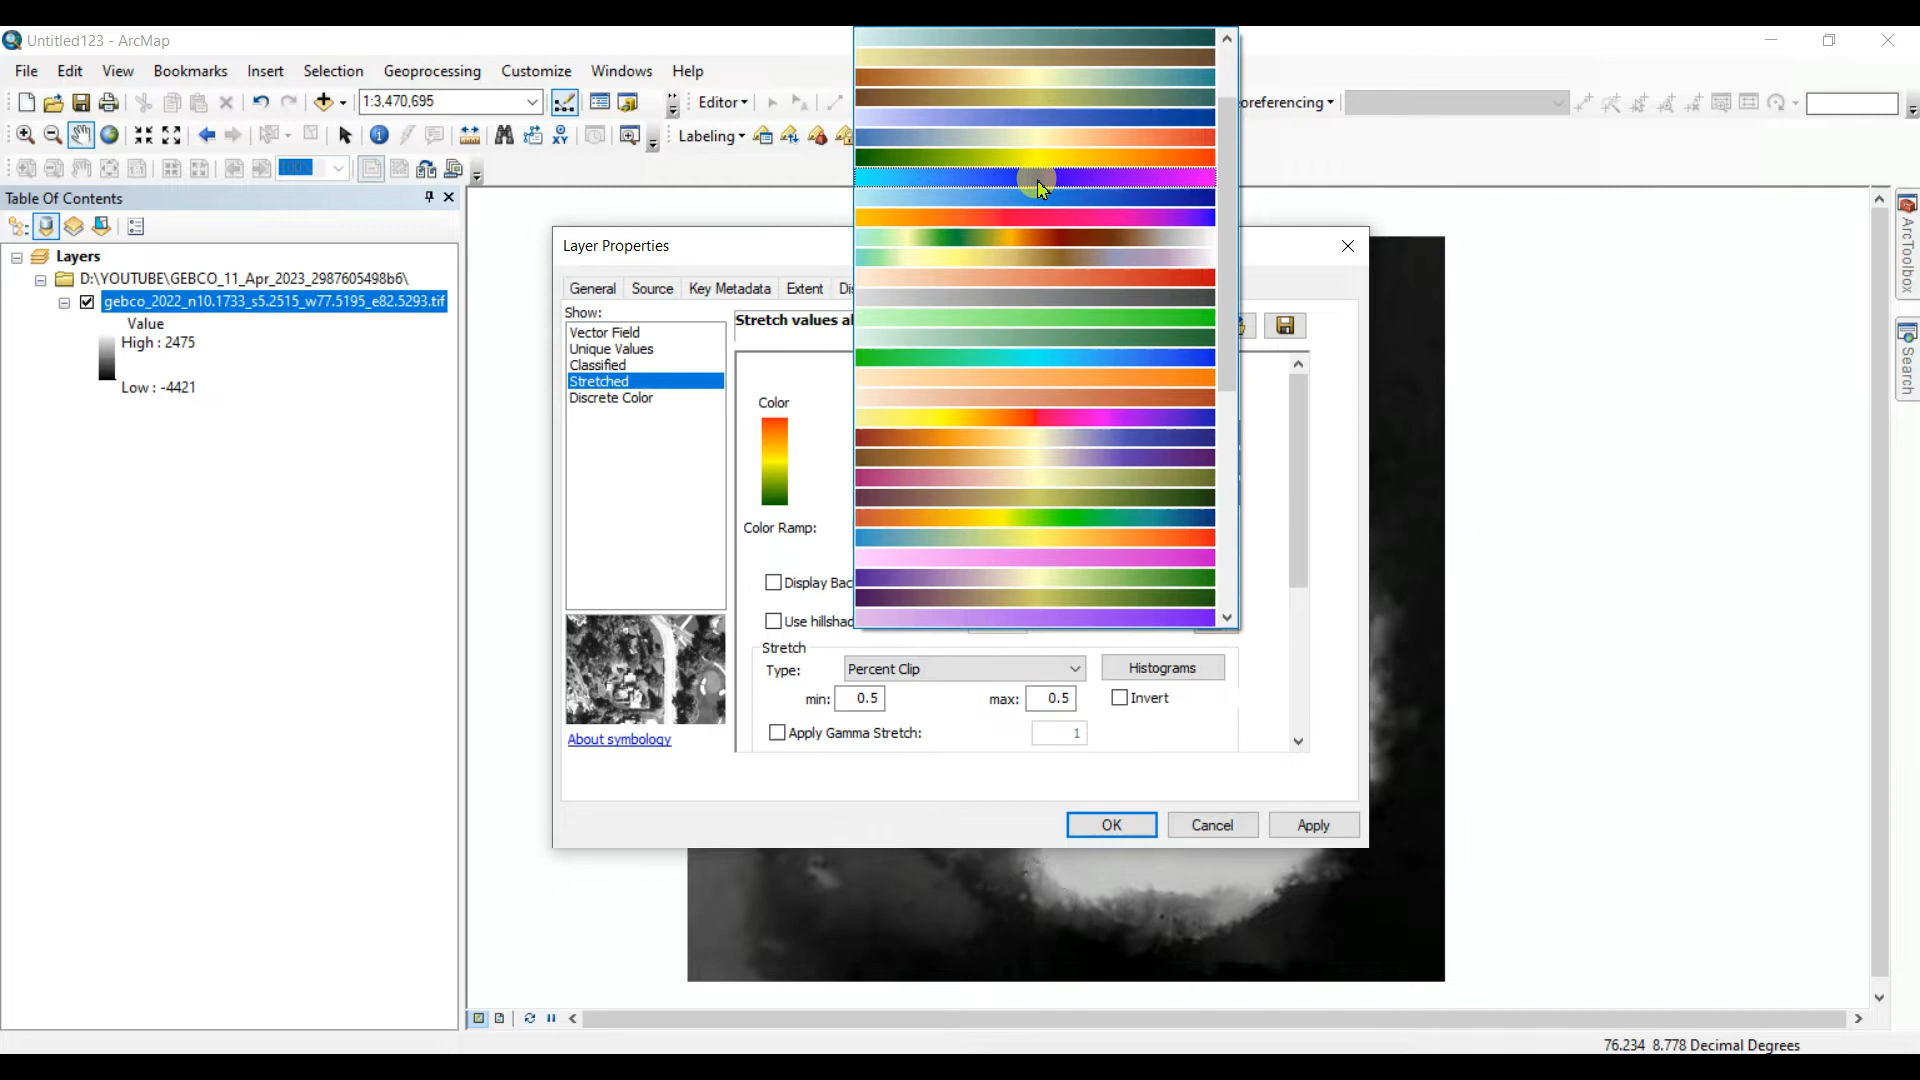 Untitled123 - ArcMap
File Edit View Bookmarks Insert Selection Geoprocessing Customize Windows Help
1:3,470,695 Editor
Labeling
100%
Table Of Contents
Layers
D:\YOUTUBE\GEBCO_11_Apr_2023_2987605498b6\
gebco_2022_n10.1733_s5.2515_w77.5195_e82.5293.tif
Value
High : 2475
Low : -4421
Layer Properties
General Source Key Metadata Extent
Show:
Vector Field
Unique Values
Classified
Stretched
Discrete Color
About symbology
Stretch values
Color
Color Ramp:
Display
Use
Stretch
Type: Percent Clip Histograms
min: 0.5 max: 0.5 Invert
Apply Gamma Stretch: 1
OK Cancel Apply
ArcToolbox
Search
76.234 8.778 Decimal Degrees